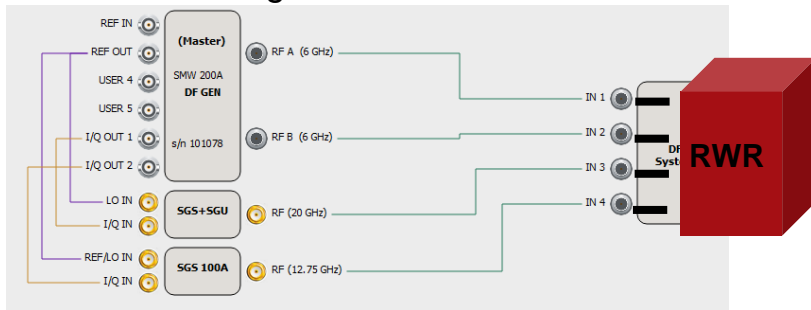 REF IN
REF OUT
USER 4
USER 5
I/Q OUT 1
I/Q OUT 2
(Master)
SMW 200A
DF GEN
s/n 101078
RF A (6 GHz)
RF B (6 GHz)
LO IN
I/Q IN
SGS+SGU
RF (20 GHz)
REF/LO IN
I/Q IN
SGS 100A
RF (12.75 GHz)
IN 1
IN 2
IN 3
IN 4
DF
Syste
RWR